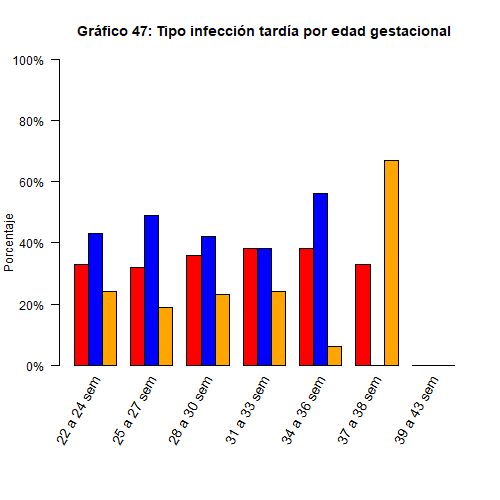 Gráfico 47: Tipo infección tardía por edad gestacional
100%
80%
60%
40%
20%
0%
Porcentaje
22 a 24 sem
25 a 27 sem
28 a 30 sem
31 a 33 sem
34 a 36 sem
37 a 38 sem
39 a 43 sem